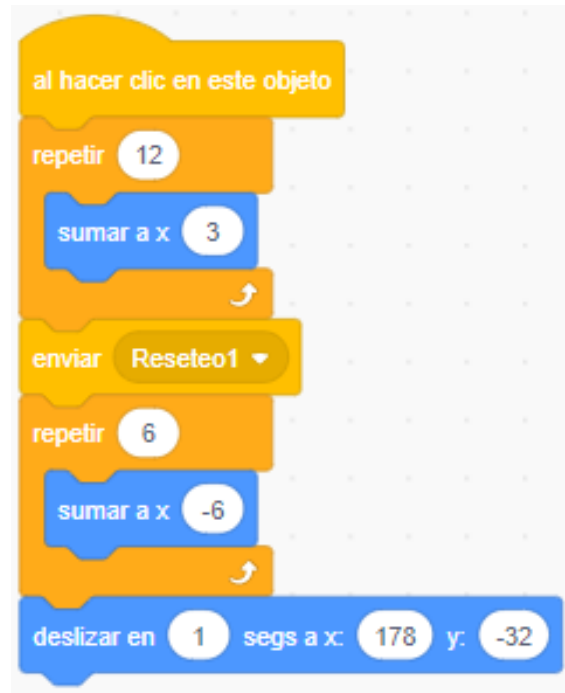 al hacer clic en este objeto
repetir 12
sumar a x 3
enviar Reseteo1
repetir 6
sumar a x -6
deslizar en 1 segs a x: 178 y: -32